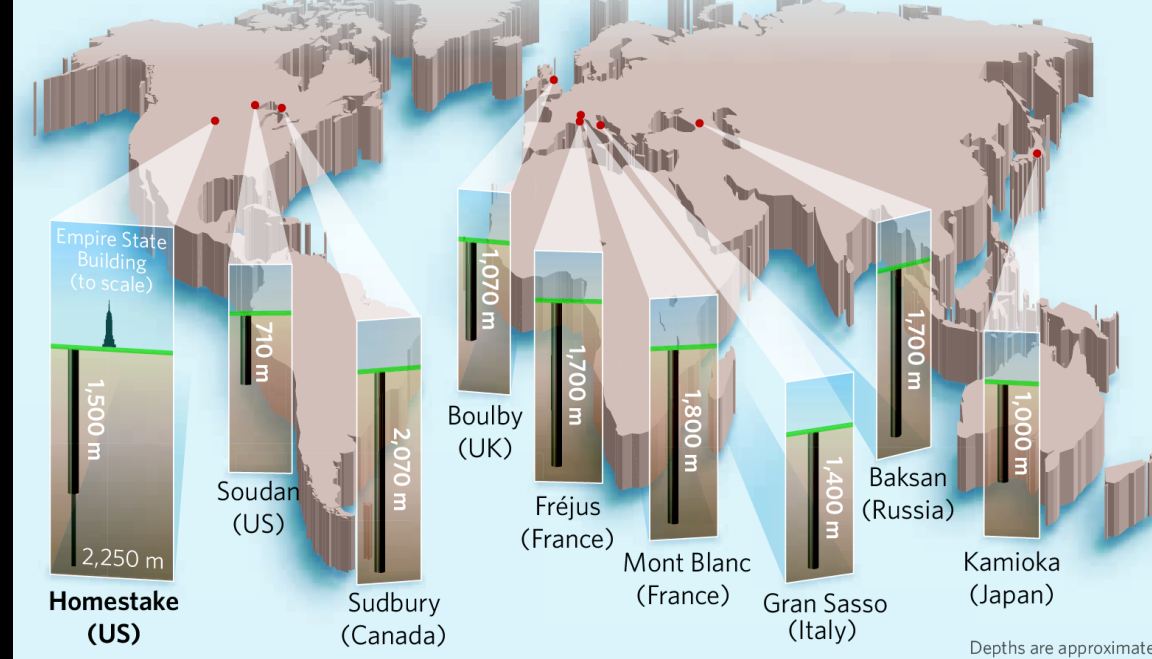 Empire State
Building
(to scale)
1,500 m
2,250 m
Homestake
(US)
710 m
Soudan
(US)
2,070 m
Sudbury
(Canada)
1,070 m
Boulby
(UK)
1,700 m
Fréjus
(France)
1,800 m
Mont Blanc
(France)
1,400 m
Gran Sasso
(Italy)
1,700 m
Baksan
(Russia)
1,000 m
Kamioka
(Japan)
Depths are approximate